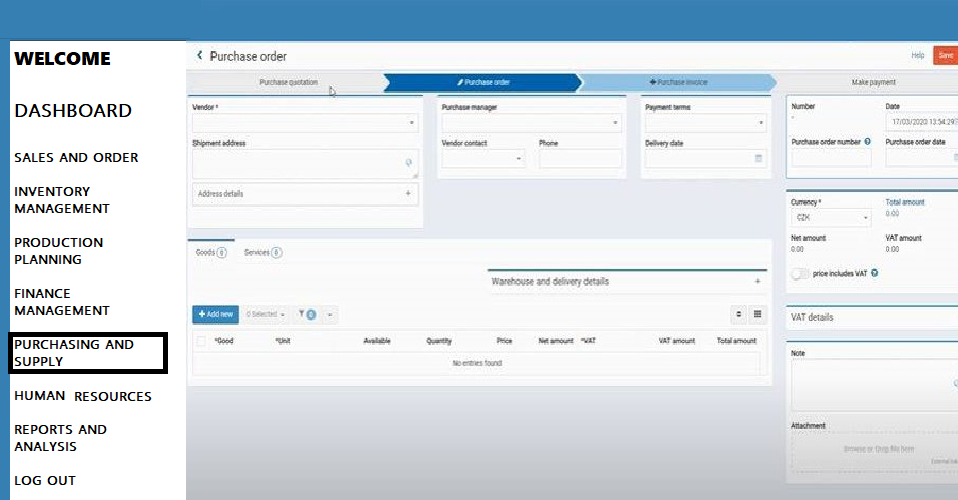 WELCOME
DASHBOARD
SALES AND ORDER
INVENTORY
MANAGEMENT
PRODUCTION
PLANNING
FINANCE
MANAGEMENT
PURCHASING AND
SUPPLY
HUMAN RESOURCES
REPORTS AND
ANALYSIS
LOG OUT
Purchase order
Help Save
Purchase quotation Purchase order Purchase invoice Make payment
Vendor *
Shipment address
Address details +
Purchase manager
Vendor contact Phone
Payment terms
Delivery date
Number Date
- 17/03/2020 13:54:29
Purchase order number Purchase order date
Currency * Total amount
CZK 0.00
Net amount VAT amount
0.00 0.00
price includes VAT
VAT details
Note
Attachment
Browse or Drag file here
Goods 0 Services 0
Warehouse and delivery details +
+ Add new 0 Selected 0
*Good *Unit Available Quantity Price Net amount *VAT VAT amount Total amount
No entries found